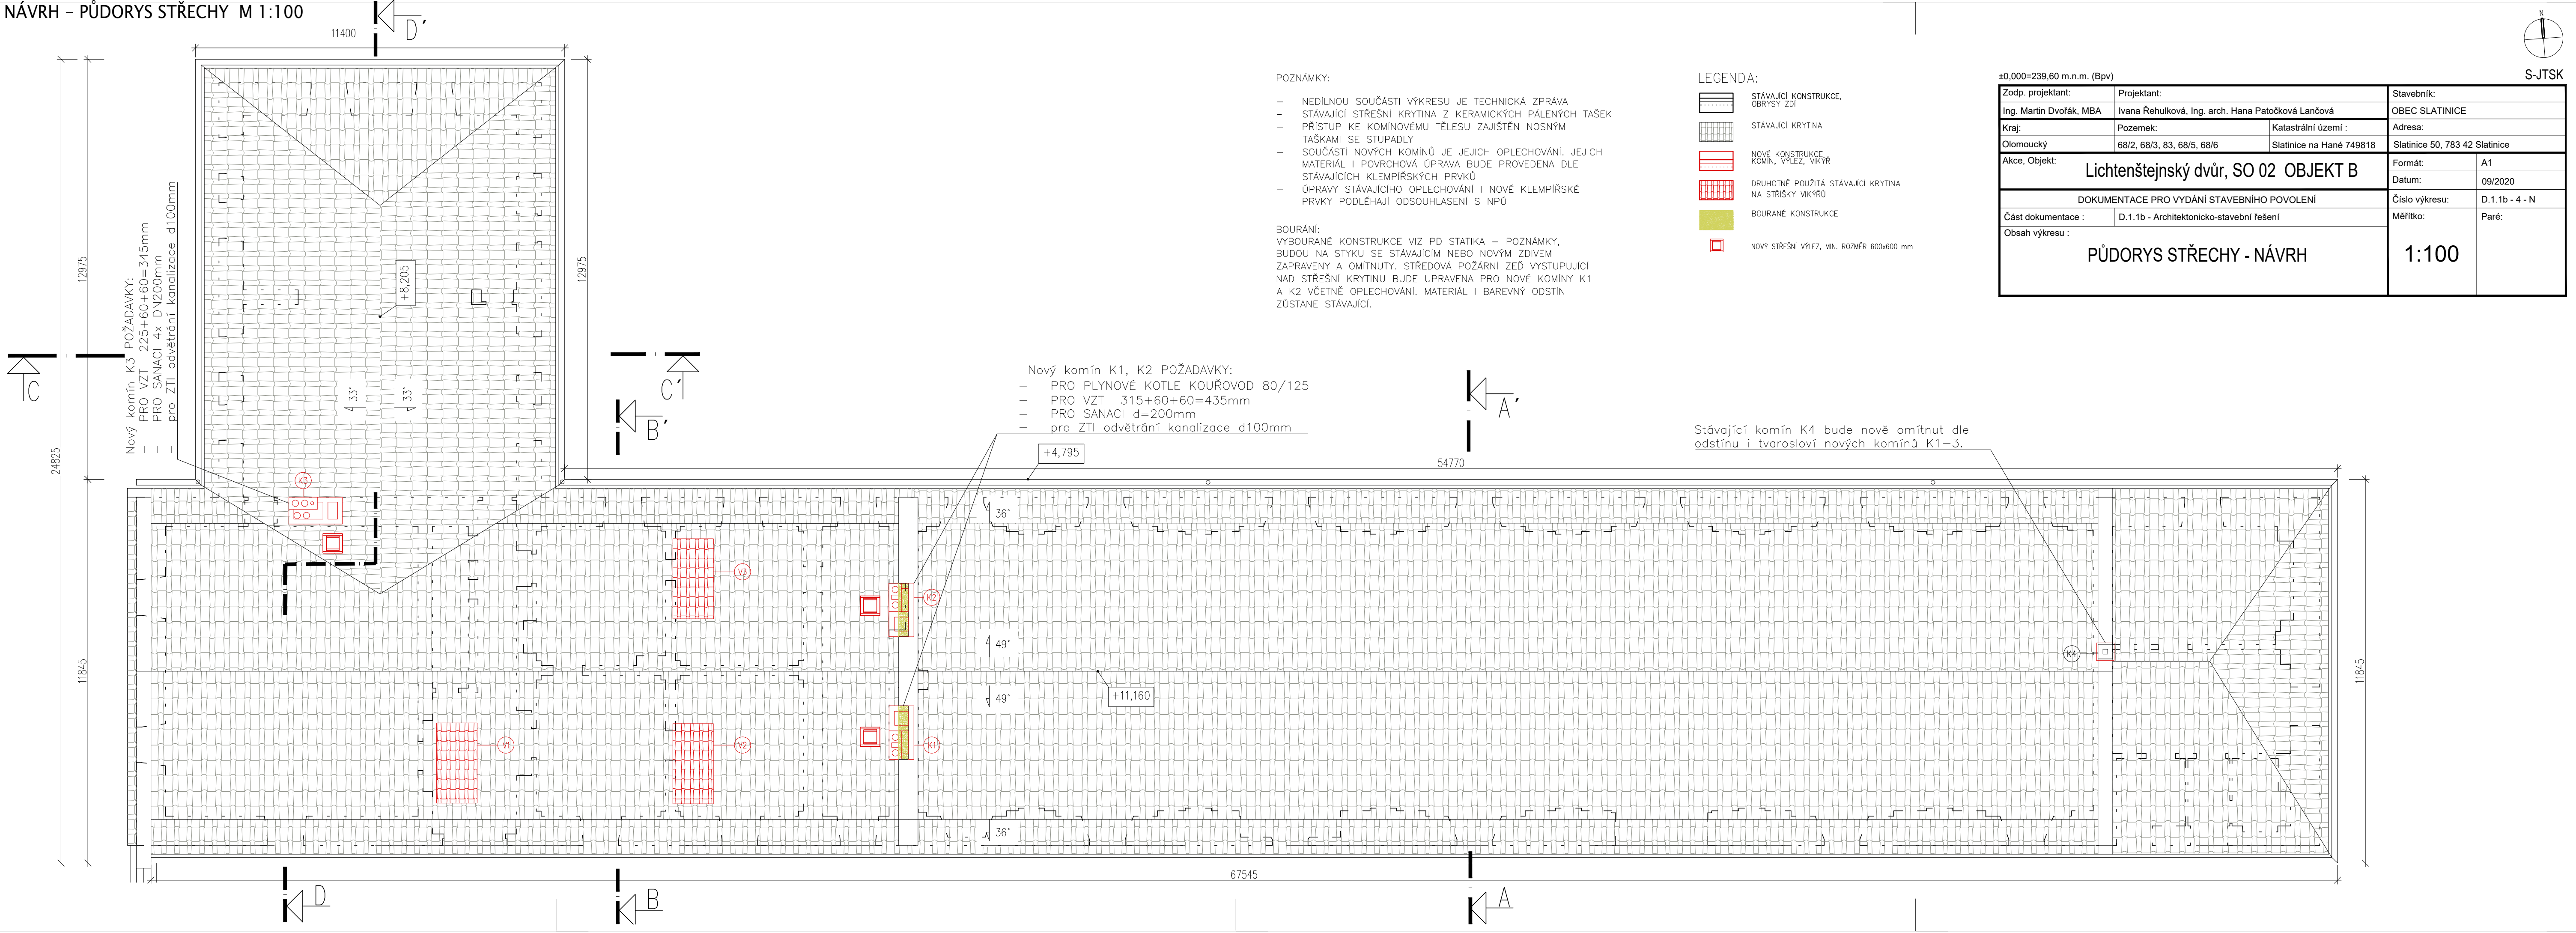 NÁVRH – PŮDORYS STŘECHY M 1:100
D'
11400
12975
24825
12975
11845
Nový komín K3 POŽADAVKY:
– PRO VZT 225+60+60=345mm
– PRO SANACI 4x DN200mm
– pro ZTI odvětrání kanalizace d100mm
+8,205
33°
33°
C
C'
B'
A'
K3
POZNÁMKY:
– NEDÍLNOU SOUČÁSTI VÝKRESU JE TECHNICKÁ ZPRÁVA
– STÁVAJÍCÍ STŘEŠNÍ KRYTINA Z KERAMICKÝCH PÁLENÝCH TAŠEK
– PŘÍSTUP KE KOMÍNOVÉMU TĚLESU ZAJIŠTĚN NOSNÝMI
TAŠKAMI SE STUPADLY
– SOUČÁSTÍ NOVÝCH KOMÍNŮ JE JEJICH OPLECHOVÁNÍ. JEJICH
MATERIÁL I POVRCHOVÁ ÚPRAVA BUDE PROVEDENA DLE
STÁVAJÍCÍCH KLEMPÍŘSKÝCH PRVKŮ
– ÚPRAVY STÁVAJÍCÍHO OPLECHOVÁNÍ I NOVÉ KLEMPÍŘSKÉ
PRVKY PODLÉHAJÍ ODSOUHLASENÍ S NPÚ
BOURÁNÍ:
VYBOURANÉ KONSTRUKCE VIZ PD STATIKA – POZNÁMKY,
BUDOU NA STYKU SE STÁVAJÍCÍM NEBO NOVÝM ZDIVEM
ZAPRAVENY A OMÍTNUTY. STŘEDOVÁ POŽÁRNÍ ZEĎ VYSTUPUJÍCÍ
NAD STŘEŠNÍ KRYTINU BUDE UPRAVENA PRO NOVÉ KOMÍNY K1
A K2 VČETNĚ OPLECHOVÁNÍ. MATERIÁL I BAREVNÝ ODSTÍN
ZŮSTANE STÁVAJÍCÍ.
LEGENDA:
STÁVAJÍCÍ KONSTRUKCE,
OBRYSY ZDÍ
STÁVAJÍCÍ KRYTINA
NOVÉ KONSTRUKCE
KOMÍN, VÝLEZ, VIKÝŘ
DRUHOTNĚ POUŽITÁ STÁVAJÍCÍ KRYTINA
NA STŘÍŠKY VIKÝŘŮ
BOURANÉ KONSTRUKCE
NOVÝ STŘEŠNÍ VÝLEZ, MIN. ROZMĚR 600x600 mm
N
S-JTSK
±0,000=239,60 m.n.m. (Bpv)
Zodp. projektant: Projektant: Stavebník:
Ing. Martin Dvořák, MBA Ivana Řehulková, Ing. arch. Hana Patočková Lančová OBEC SLATINICE
Kraj: Pozemek: Katastrální území : Adresa:
Olomoucký 68/2, 68/3, 83, 68/5, 68/6 Slatinice na Hané 749818 Slatinice 50, 783 42 Slatinice
Akce, Objekt: Lichtenštejnský dvůr, SO 02 OBJEKT B
Formát: A1
Datum: 09/2020
DOKUMENTACE PRO VYDÁNÍ STAVEBNÍHO POVOLENÍ Číslo výkresu: D.1.1b - 4 - N
Část dokumentace : D.1.1b - Architektonicko-stavební řešení Měřítko: Paré:
Obsah výkresu :
PŮDORYS STŘECHY - NÁVRH 1:100
Nový komín K1, K2 POŽADAVKY:
– PRO PLYNOVÉ KOTLE KOUŘOVOD 80/125
– PRO VZT 315+60+60=435mm
– PRO SANACI d=200mm
– pro ZTI odvětrání kanalizace d100mm
+4,795
54770
Stávající komín K4 bude nově omítnut dle
odstínu i tvarosloví nových komínů K1–3.
36°
V3
K2
49°
K4
+11,160
49°
V1
V2
K1
36°
11845
67545
D
B
A